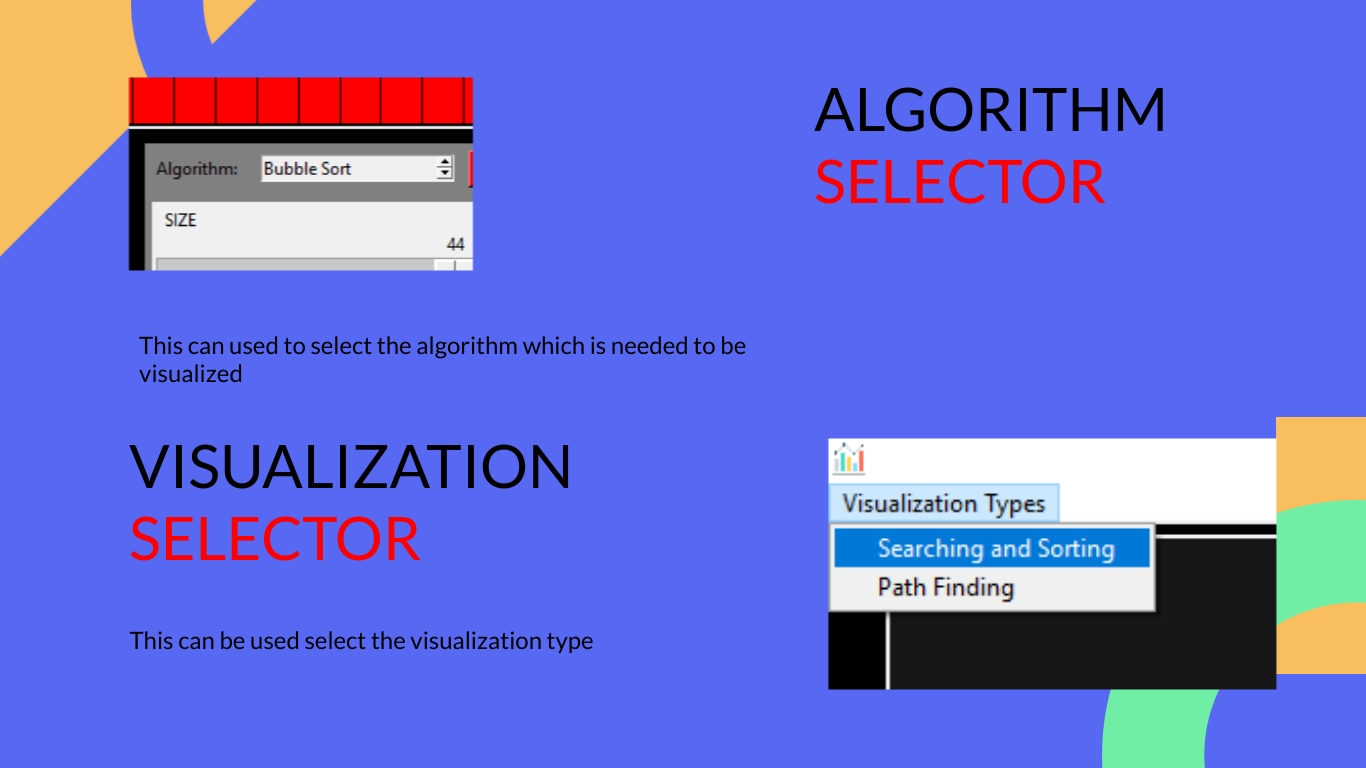 ALGORITHM
SELECTOR
Algorithm: Bubble Sort
SIZE
44
This can used to select the algorithm which is needed to be
visualized
VISUALIZATION
SELECTOR
This can be used select the visualization type
Visualization Types
Searching and Sorting
Path Finding